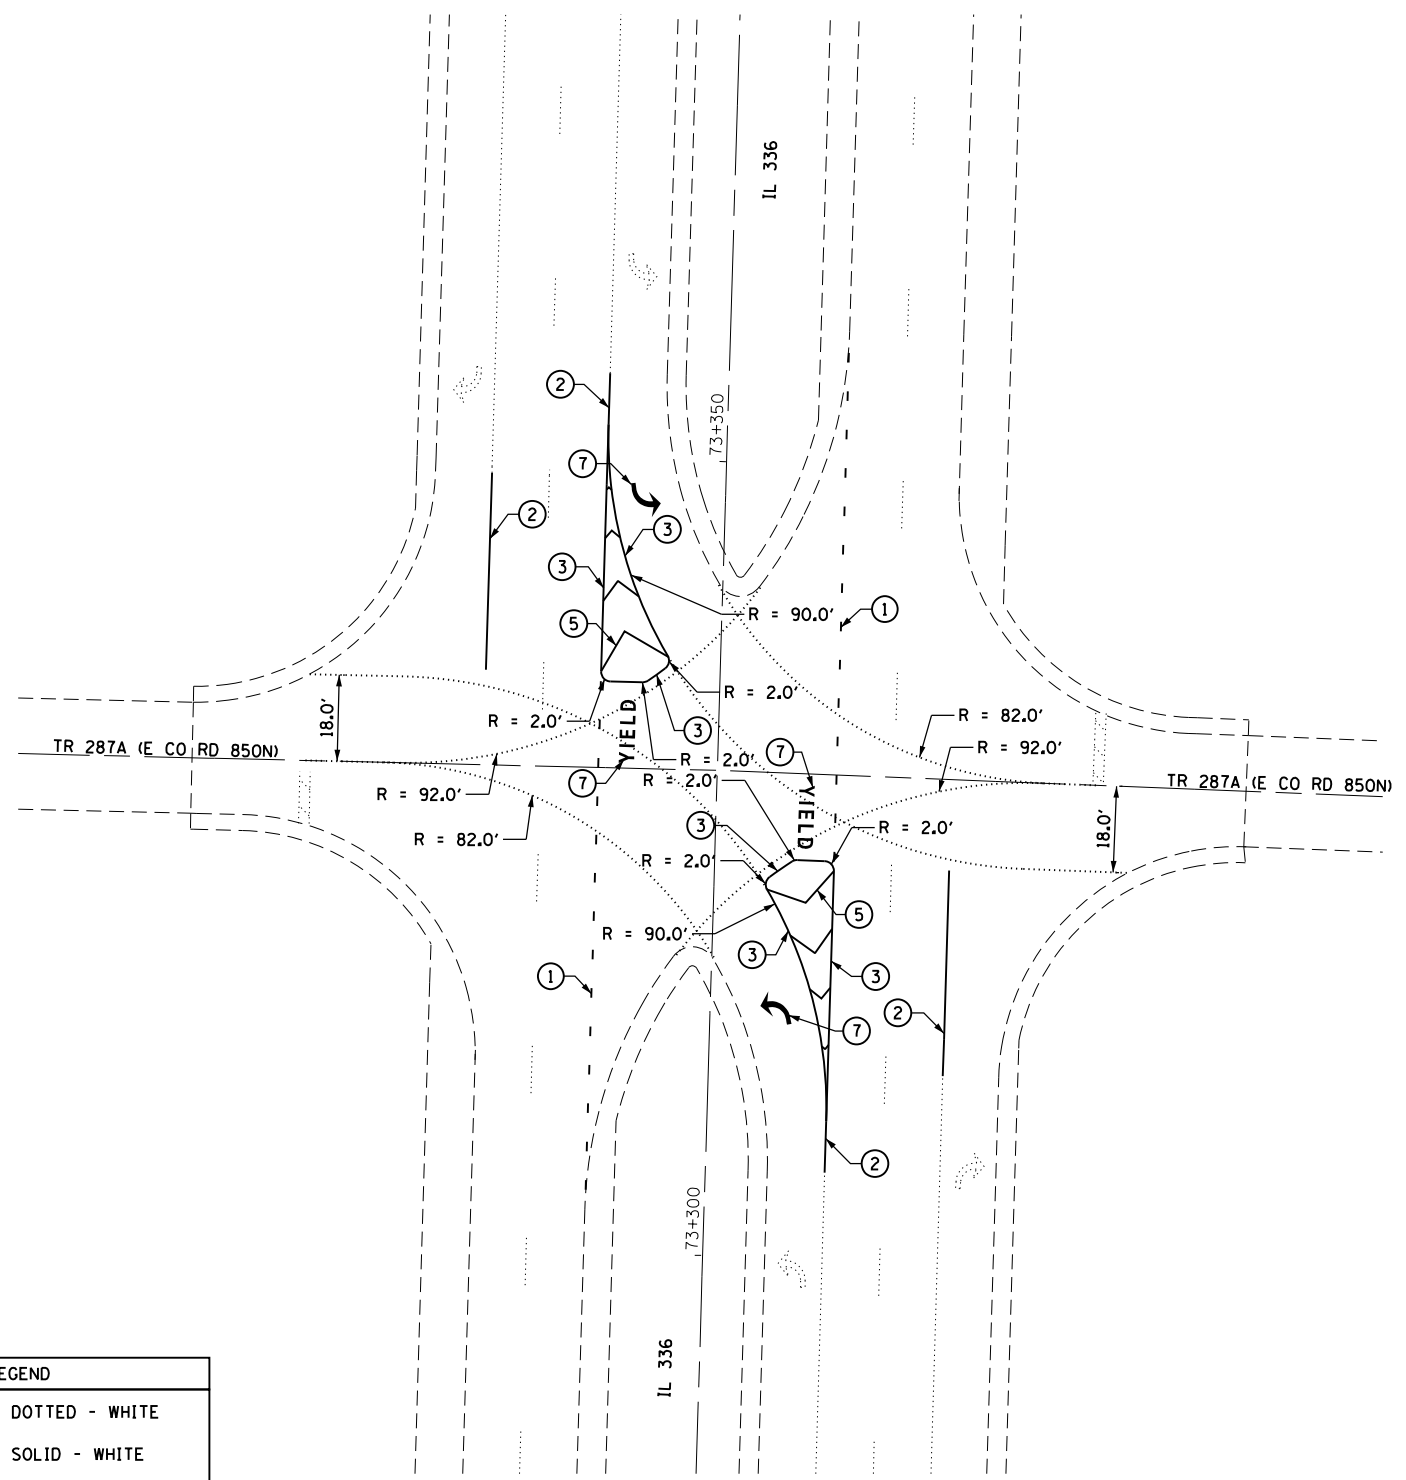 IL 336
2
73+350
7
2
3
3
5
1
R = 90.0'
R = 2.0'
R = 2.0'
3
R = 82.0'
18.0'
YIELD
R = 92.0'
TR 287A (E CO RD 850N)
R = 2.0'
7
R = 2.0'
7
TR 287A (E CO RD 850N)
R = 92.0'
YIELD
18.0'
3
R = 2.0'
R = 82.0'
R = 2.0'
5
R = 90.0'
3
3
1
2
7
2
73+300
IL 336
EGEND
DOTTED - WHITE
SOLID - WHITE